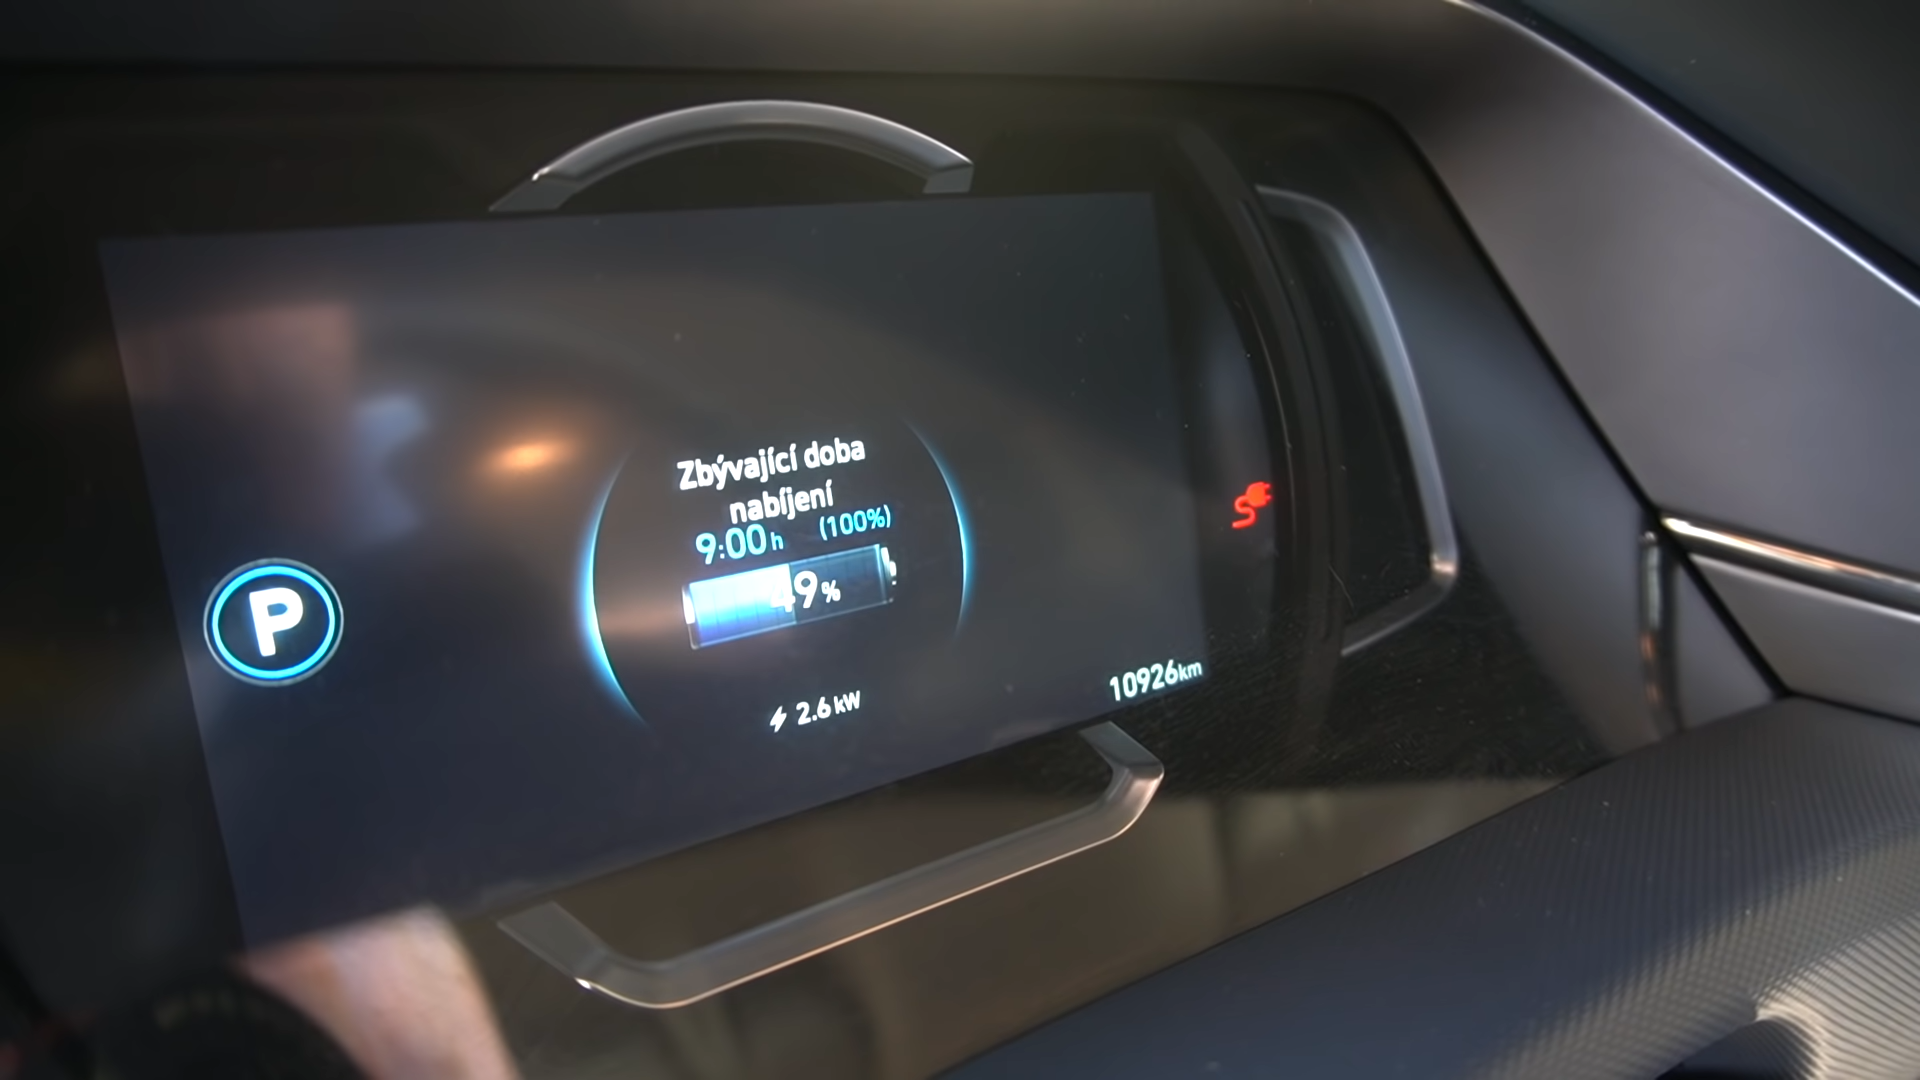 Zbývající doba
nabíjení
9:00 h (100%)
49 %
P
2.6 kW
10926 km